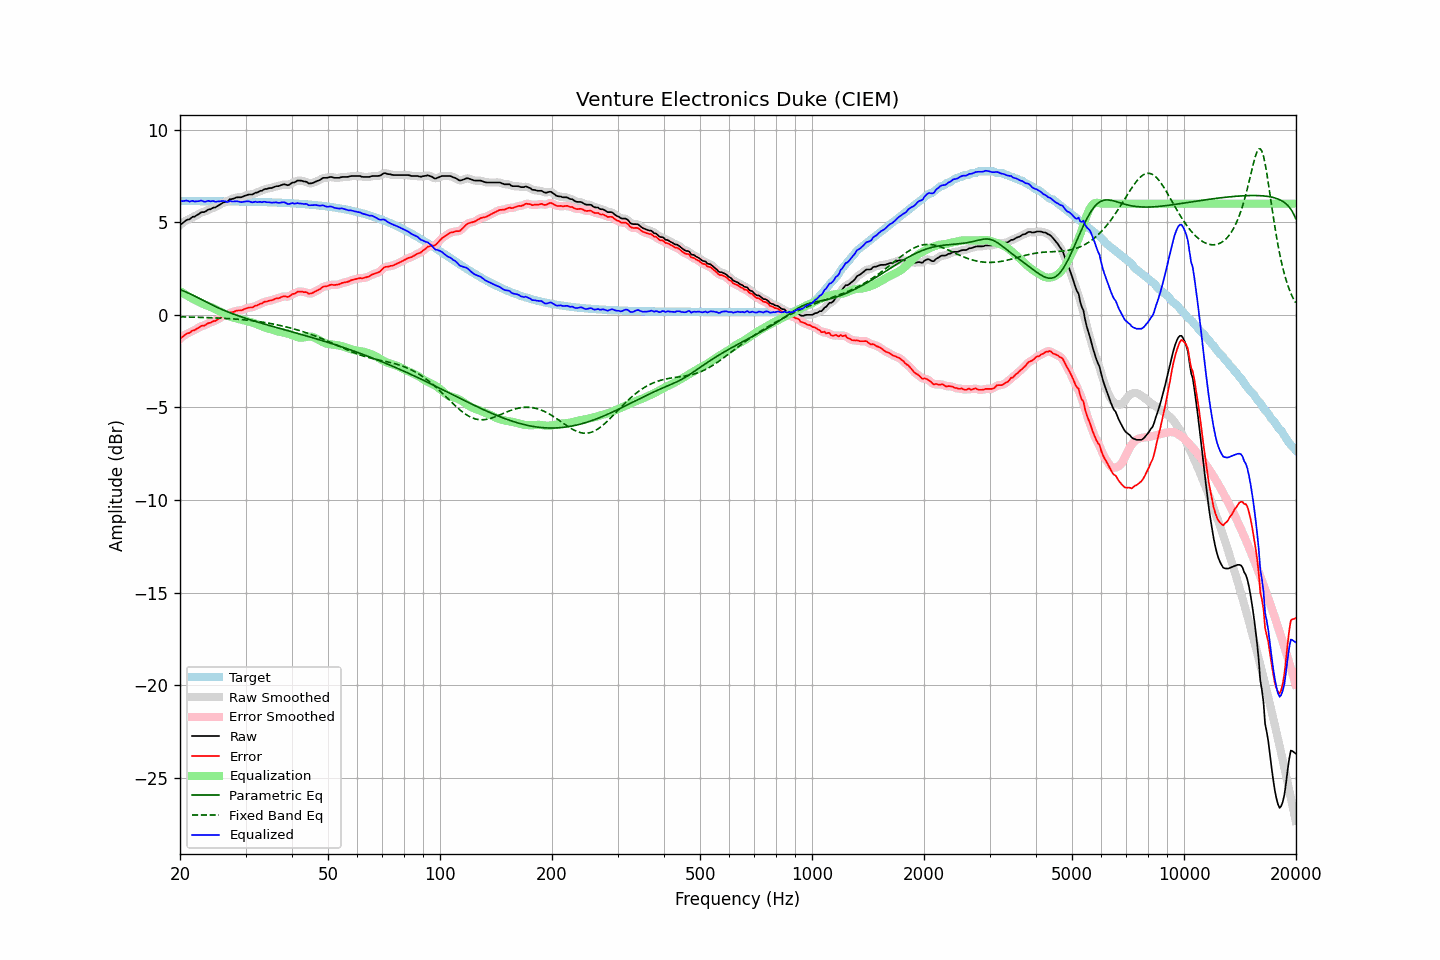 Venture Electronics Duke (CIEM)
10
5
0
−5
−10
−15
−20
−25
Amplitude (dBr)
Target
Raw Smoothed
Error Smoothed
Raw
Error
Equalization
Parametric Eq
Fixed Band Eq
Equalized
20 50 100 200 500 1000 2000 5000 10000 20000
Frequency (Hz)